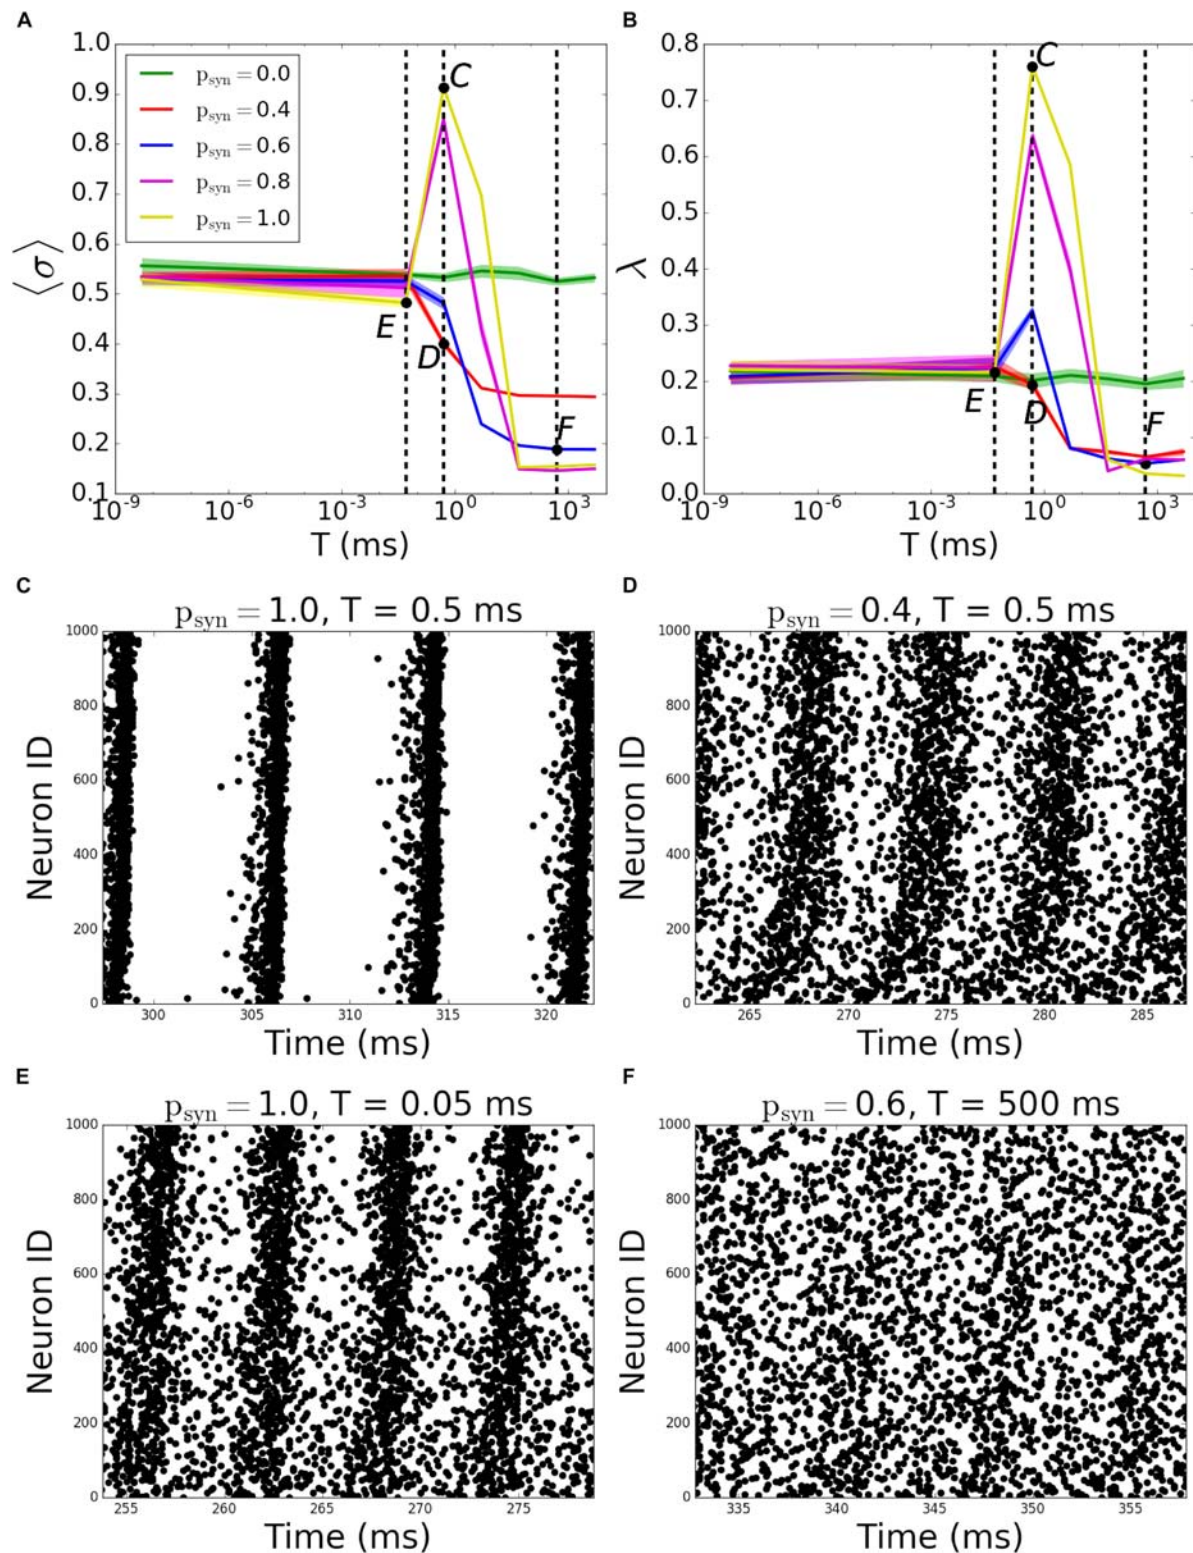 A
B
1.0
0.9
0.8
0.7
0.6
0.5
0.4
0.3
0.2
0.1
⟨σ⟩
p_syn = 0.0
p_syn = 0.4
p_syn = 0.6
p_syn = 0.8
p_syn = 1.0
C
E
D
F
10^-9
10^-6
10^-3
10^0
10^3
T (ms)
0.8
0.7
0.6
0.5
0.4
0.3
0.2
0.1
0.0
λ
C
E
D
F
10^-9
10^-6
10^-3
10^0
10^3
T (ms)
C
p_syn = 1.0, T = 0.5 ms
1000
800
600
400
200
0
Neuron ID
300
305
310
315
320
Time (ms)
D
p_syn = 0.4, T = 0.5 ms
1000
800
600
400
200
0
Neuron ID
265
270
275
280
285
Time (ms)
E
p_syn = 1.0, T = 0.05 ms
1000
800
600
400
200
0
Neuron ID
255
260
265
270
275
Time (ms)
F
p_syn = 0.6, T = 500 ms
1000
800
600
400
200
0
Neuron ID
335
340
345
350
355
Time (ms)